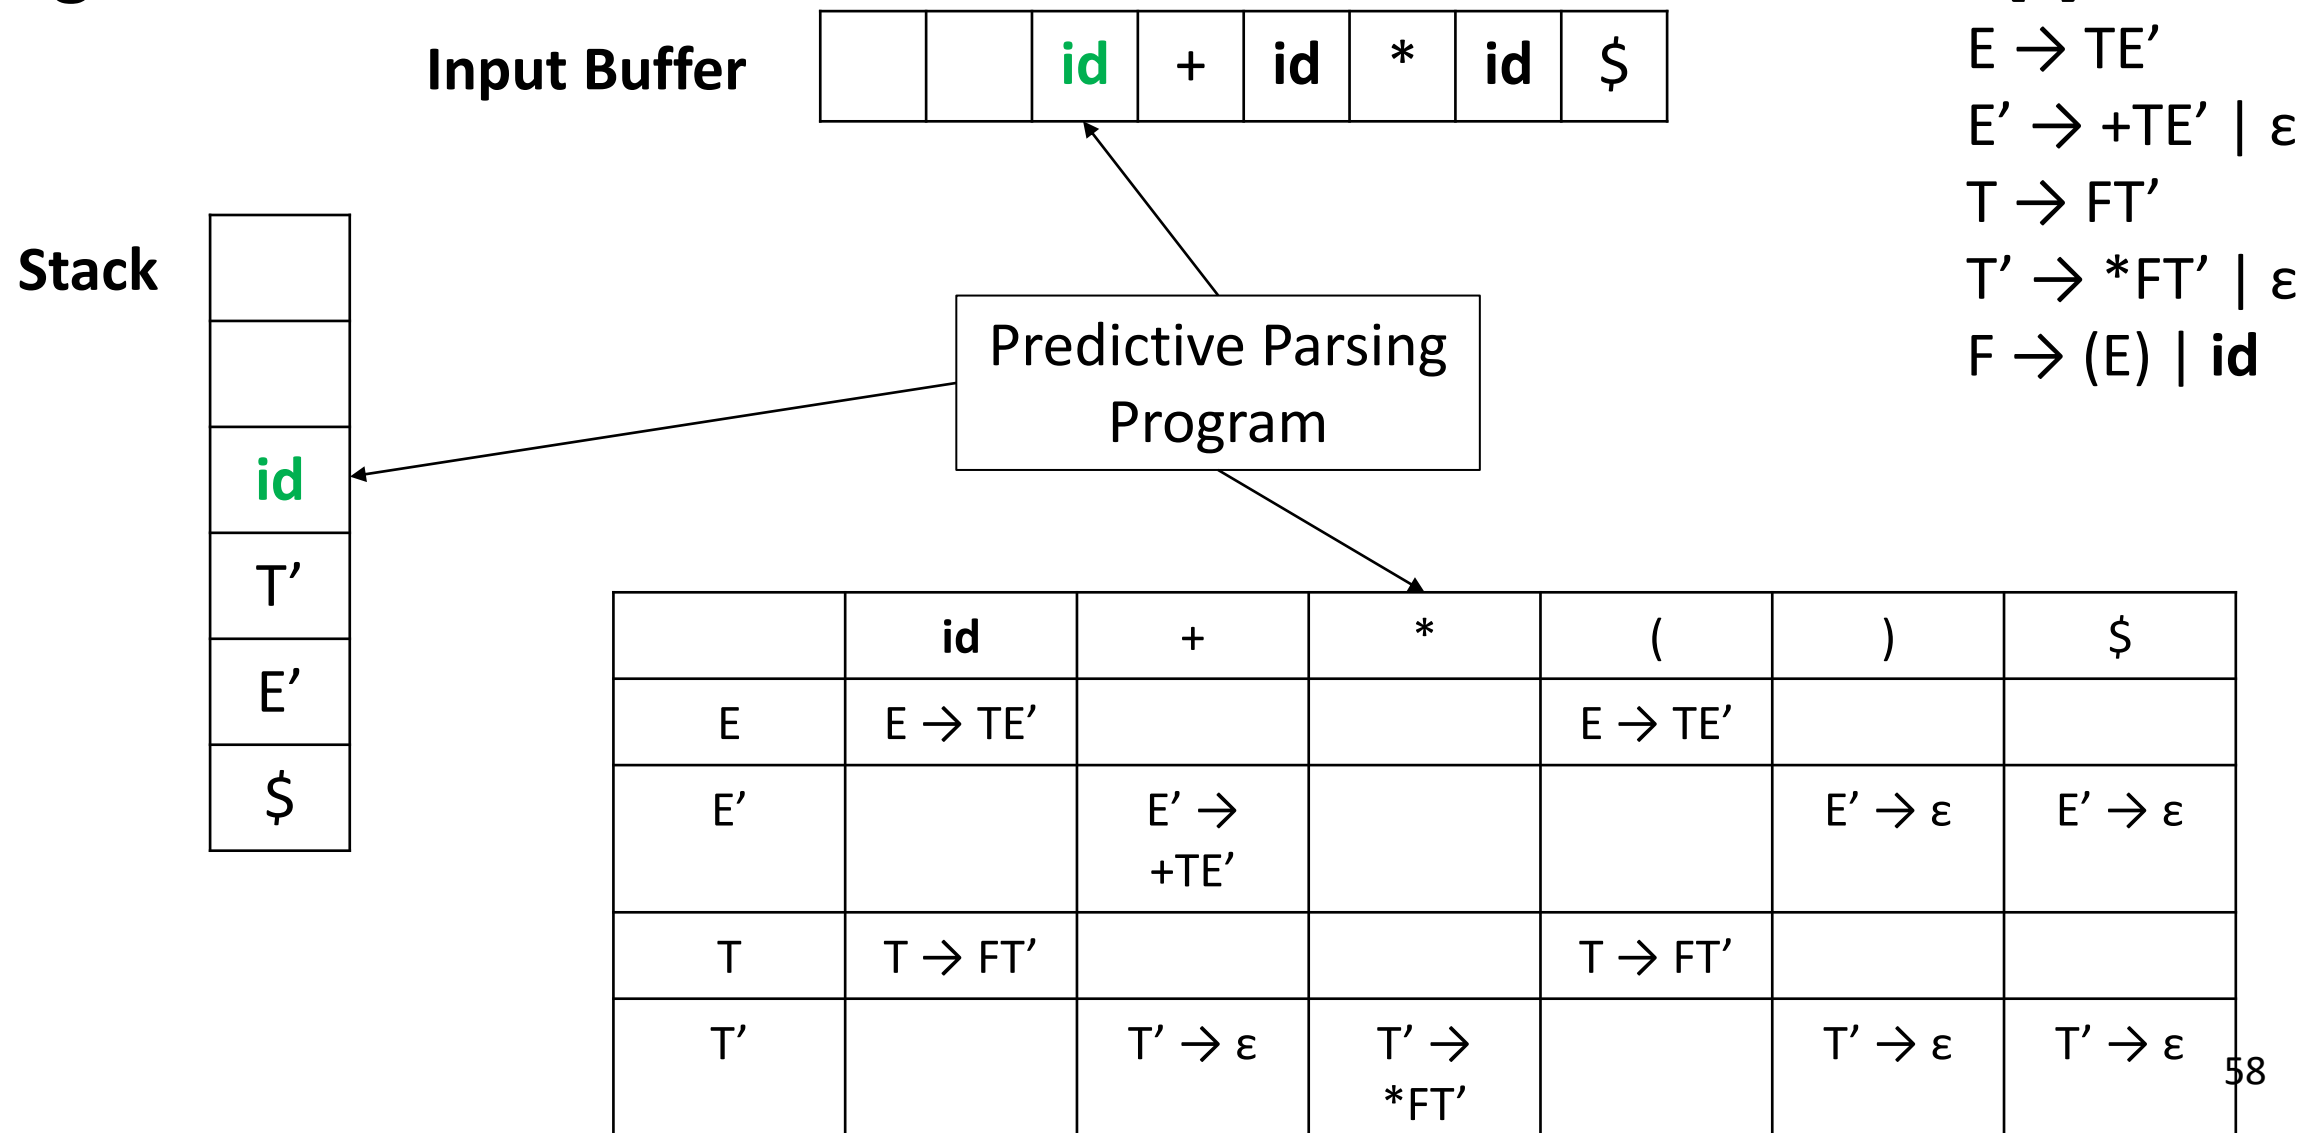 Input Buffer
id + id * id $
E → TE’
E’ → +TE’ | ε
T → FT’
T’ → *FT’ | ε
F → (E) | id
Stack
id
T’
E’
$
Predictive Parsing
Program
id + * ( ) $
E E → TE’ E → TE’
E’ E’ → E’ → ε E’ → ε
+TE’
T T → FT’ T → FT’
T’ T’ → ε T’ → T’ → ε T’ → ε
*FT’
58